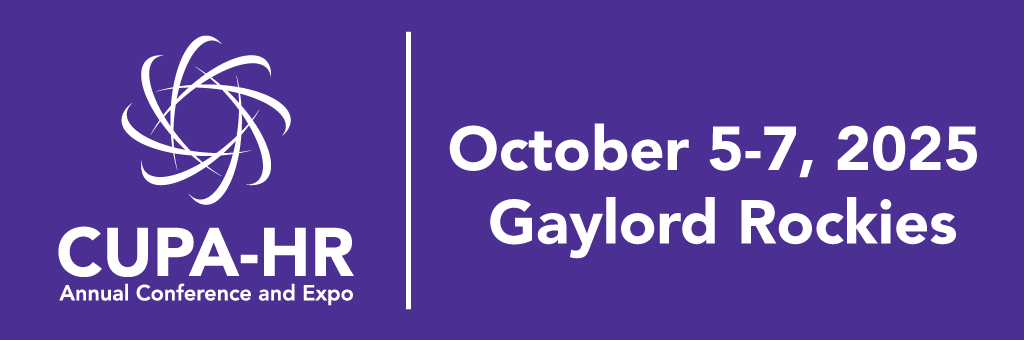 CUPA-HR
Annual Conference and Expo
October 5-7, 2025
Gaylord Rockies